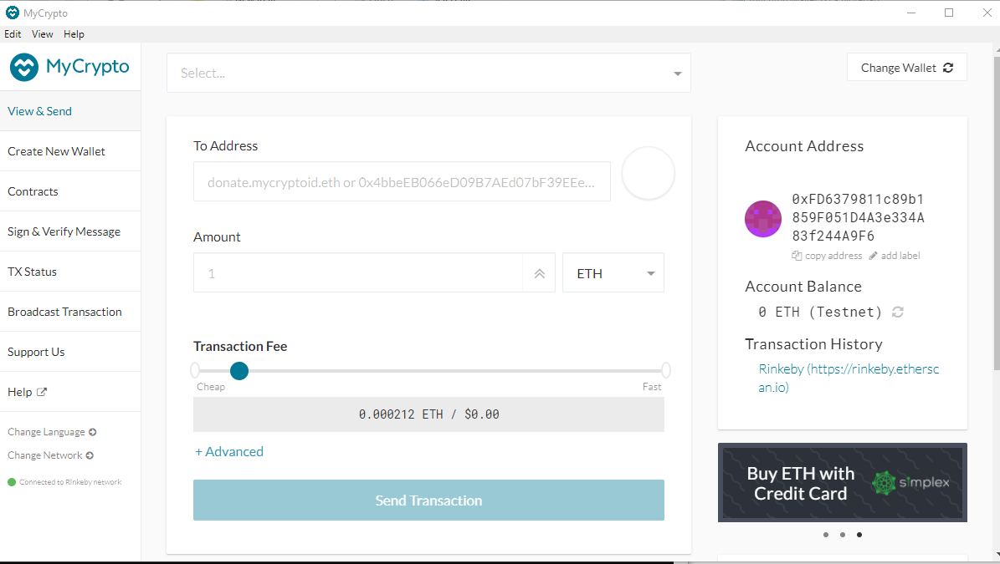 MyCrypto
Edit View Help
MyCrypto
View & Send
Create New Wallet
Contracts
Sign & Verify Message
TX Status
Broadcast Transaction
Support Us
Help
Change Language
Change Network
Connected to Rinkeby network
Select...
Change Wallet
To Address
donate.mycryptoid.eth or 0x4bbeEB066eD09B7AEd07bF39EEe...
Amount
1
ETH
Transaction Fee
Cheap
Fast
0.000212 ETH / $0.00
+ Advanced
Send Transaction
Account Address
0xFD6379811c89b1
859F051D4A3e334A
83f244A9F6
copy address add label
Account Balance
0 ETH (Testnet)
Transaction History
Rinkeby (https://rinkeby.ethersc
an.io)
Buy ETH with
Credit Card
simplex